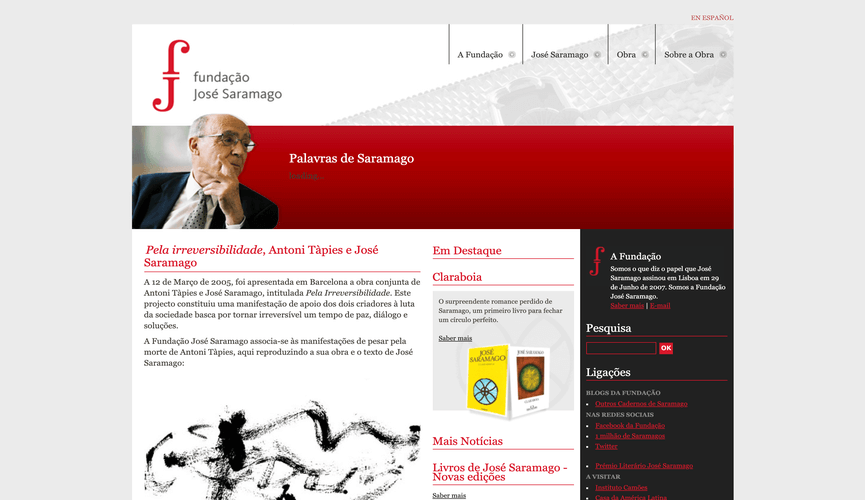 EN ESPAÑOL
A Fundação
José Saramago
Obra
Sobre a Obra
fundação
José Saramago
Palavras de Saramago
Pela irreversibilidade, Antoni Tàpies e José
Saramago
A 12 de Março de 2005, foi apresentada em Barcelona a obra conjunta de
Antoni Tàpies e José Saramago, intitulada Pela Irreversibilidade. Este
projecto constituiu uma manifestação de apoio dos dois criadores à luta
da sociedade basca por tornar irreversível um tempo de paz, diálogo e
soluções.
A Fundação José Saramago associa-se às manifestações de pesar pela
morte de Antoni Tàpies, aqui reproduzindo a sua obra e o texto de José
Saramago:
Em Destaque
Claraboia
O surpreendente romance perdido de
Saramago, um primeiro livro para fechar
um círculo perfeito.
Saber mais
JOSÉ
SARAMAGO
JOSÉ SARAMAGO
Mais Notícias
Livros de José Saramago -
Novas edições
Saber mais
A Fundação
Somos o que diz o papel que José
Saramago assinou em Lisboa em 29
de Junho de 2007. Somos a Fundação
José Saramago.
Saber mais | E-mail
Pesquisa
OK
Ligações
BLOGS DA FUNDAÇÃO
Outros Cadernos de Saramago
NAS REDES SOCIAIS
Facebook da Fundação
1 milhão de Saramagos
Twitter
Prémio Literário José Saramago
A VISITAR
Instituto Camões
Casa da América Latina